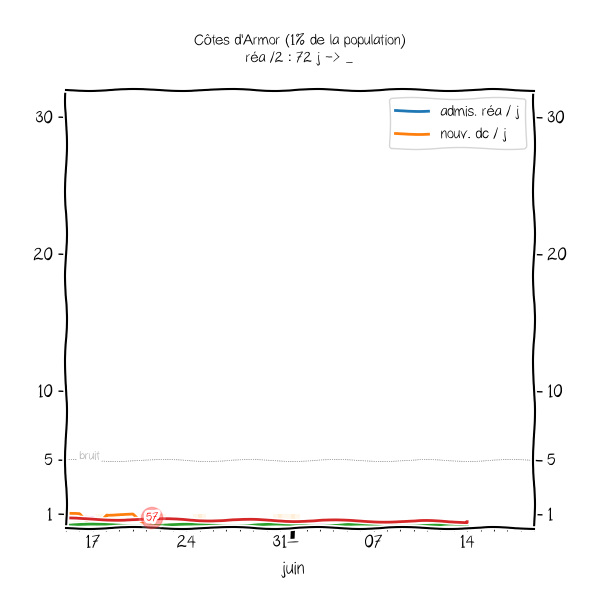 Côtes d'Armor (1% de la population)
réa /2 : 72 j -> _
admis. réa / j
nouv. dc / j
30
30
20
20
10
10
5
5
bruit
1
1
57
17
24
31
07
14
juin